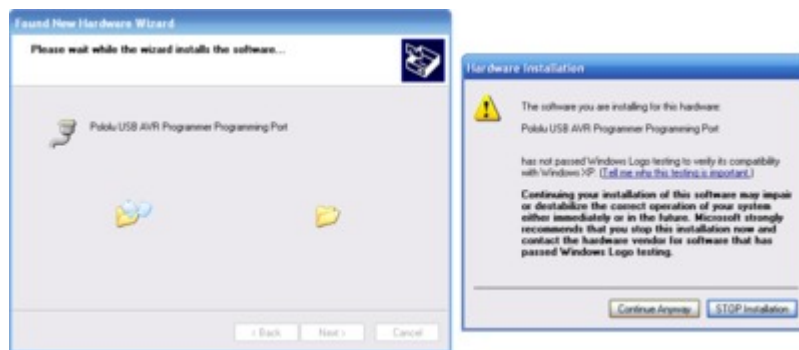 Found New Hardware Wizard
Please wait while the wizard installs the software...
Pololu USB AVR Programmer Programming Port
< Back
Next >
Cancel
Hardware Installation
The software you are installing for this hardware:
Pololu USB AVR Programmer Programming Port
has not passed Windows Logo testing to verify its compatibility
with Windows XP. (Tell me why this testing is important.)
Continuing your installation of this software may impair
or destabilize the correct operation of your system
either immediately or in the future. Microsoft strongly
recommends that you stop this installation now and
contact the hardware vendor for software that has
passed Windows Logo testing.
Continue Anyway
STOP Installation